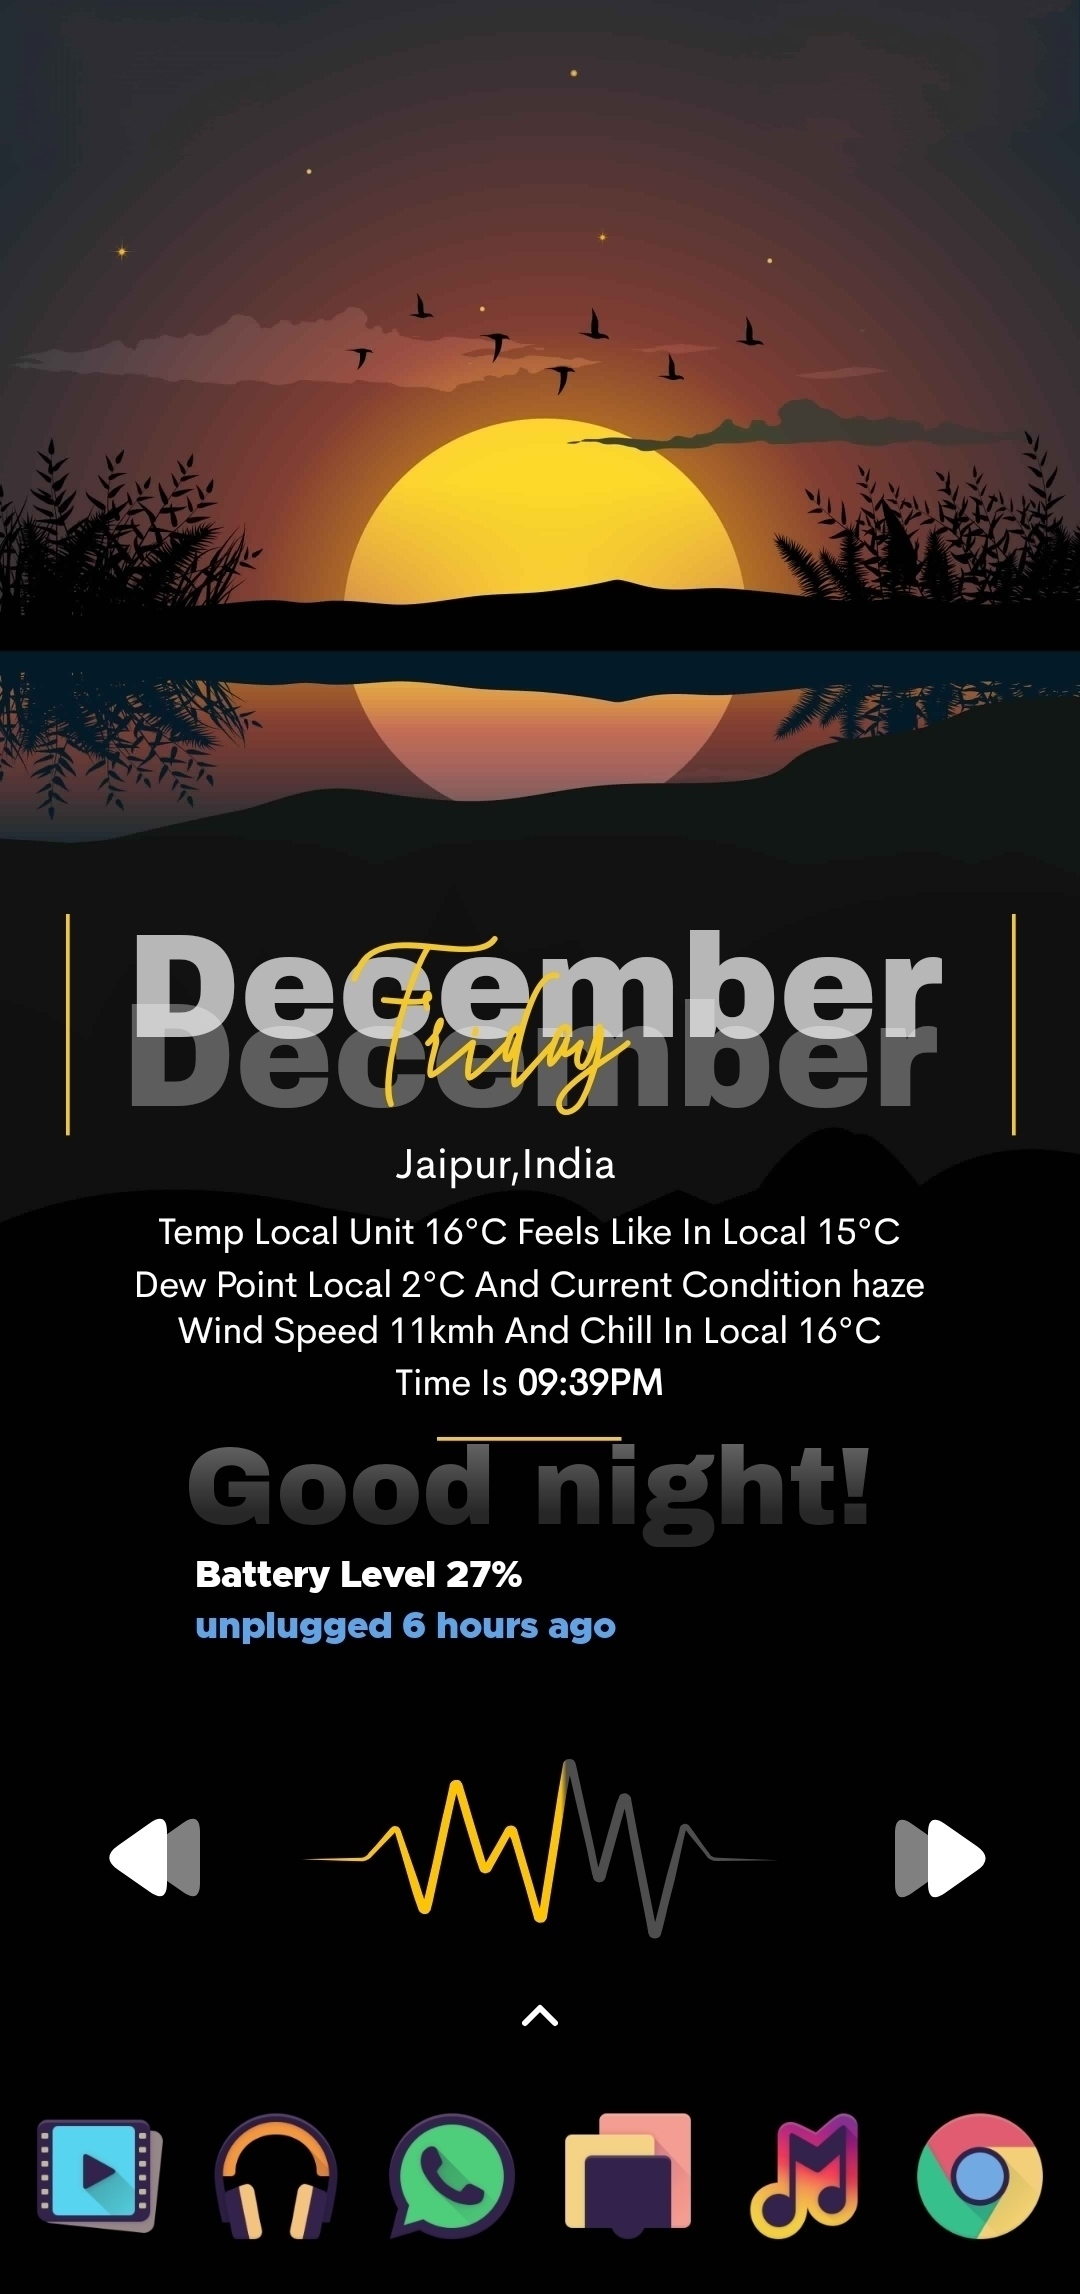 December
Friday
December
Jaipur,India
Temp Local Unit 16°C Feels Like In Local 15°C
Dew Point Local 2°C And Current Condition haze
Wind Speed 11kmh And Chill In Local 16°C
Time Is 09:39PM
Good night!
Battery Level 27%
unplugged 6 hours ago